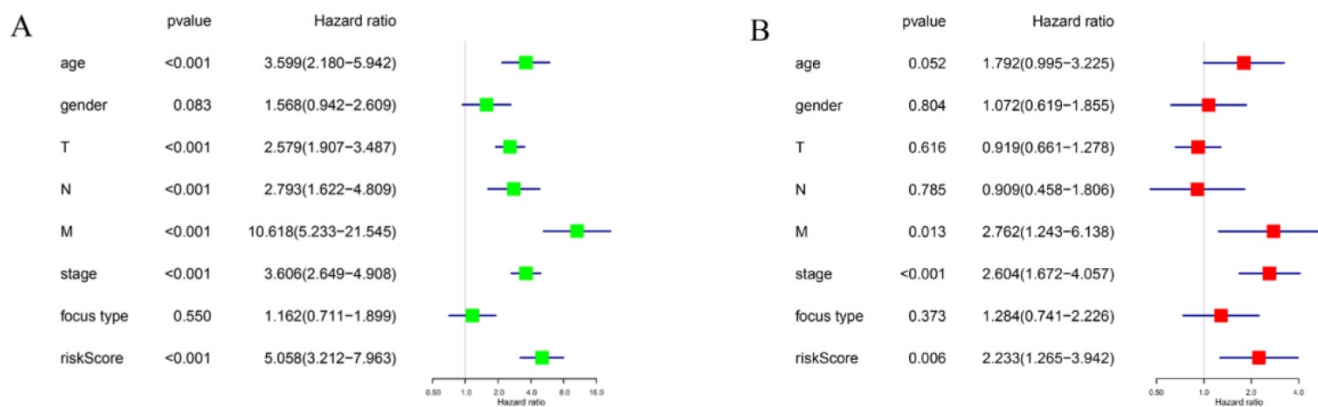 A
pvalue Hazard ratio
age <0.001 3.599(2.180−5.942)
gender 0.083 1.568(0.942−2.609)
T <0.001 2.579(1.907−3.487)
N <0.001 2.793(1.622−4.809)
M <0.001 10.618(5.233−21.545)
stage <0.001 3.606(2.649−4.908)
focus type 0.550 1.162(0.711−1.899)
riskScore <0.001 5.058(3.212−7.963)
0.50 1.0 2.0 4.0 8.0 16.0
Hazard ratio
B
pvalue Hazard ratio
age 0.052 1.792(0.995−3.225)
gender 0.804 1.072(0.619−1.855)
T 0.616 0.919(0.661−1.278)
N 0.785 0.909(0.458−1.806)
M 0.013 2.762(1.243−6.138)
stage <0.001 2.604(1.672−4.057)
focus type 0.373 1.284(0.741−2.226)
riskScore 0.006 2.233(1.265−3.942)
0.50 1.0 2.0 4.0
Hazard ratio